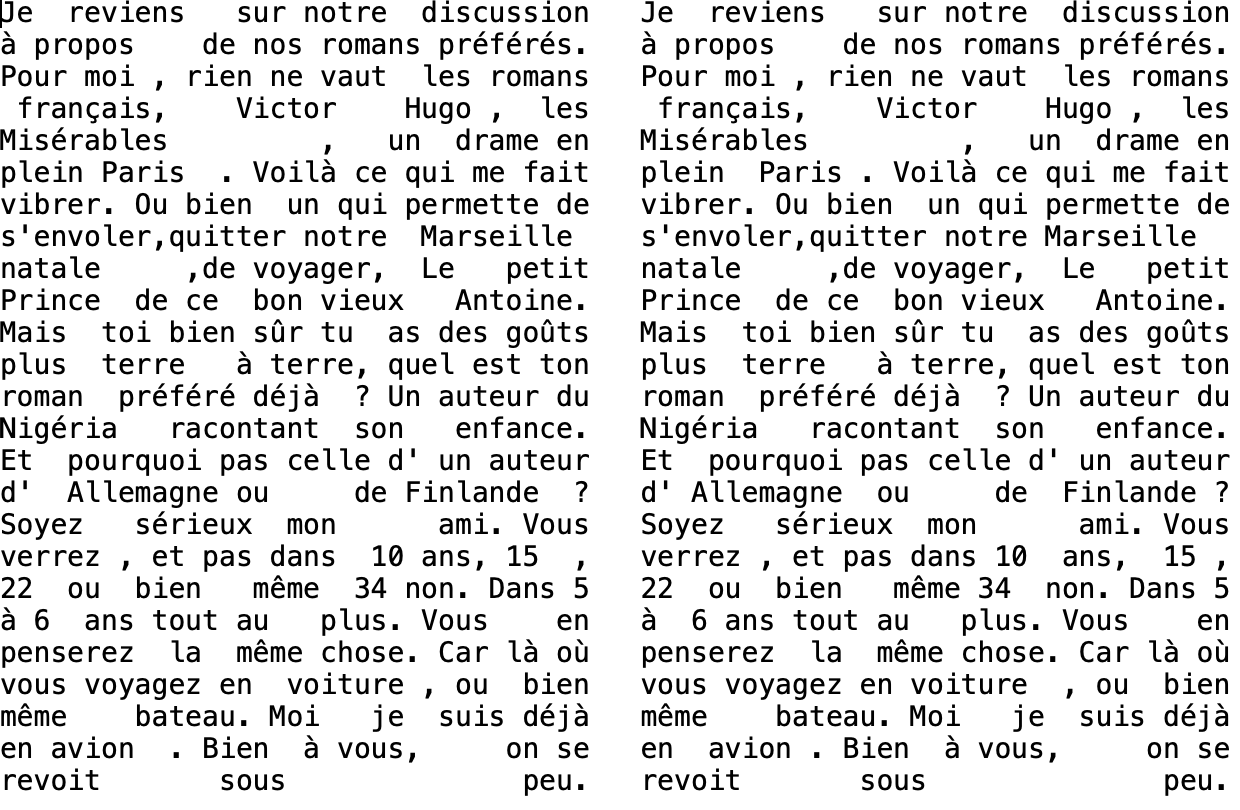 Je  reviens   sur notre  discussion
à propos    de nos romans préférés.
Pour moi , rien ne vaut  les romans
 français,    Victor    Hugo ,  les
Misérables         ,   un  drame en
plein Paris  . Voilà ce qui me fait
vibrer. Ou bien  un qui permette de
s'envoler,quitter notre  Marseille
natale     ,de voyager,  Le   petit
Prince  de ce  bon vieux   Antoine.
Mais  toi bien sûr tu  as des goûts
plus  terre   à terre, quel est ton
roman  préféré déjà  ? Un auteur du
Nigéria   racontant  son   enfance.
Et  pourquoi pas celle d' un auteur
d'  Allemagne ou     de Finlande  ?
Soyez   sérieux  mon      ami. Vous
verrez , et pas dans  10 ans, 15  ,
22  ou  bien   même  34 non. Dans 5
à 6  ans tout au   plus. Vous    en
penserez  la  même chose. Car là où
vous voyagez en  voiture , ou  bien
même    bateau. Moi   je  suis déjà
en avion  . Bien  à vous,     on se
revoit       sous              peu.
Je  reviens   sur notre  discussion
à propos    de nos romans préférés.
Pour moi , rien ne vaut  les romans
 français,    Victor    Hugo ,  les
Misérables         ,   un  drame en
plein  Paris . Voilà ce qui me fait
vibrer. Ou bien  un qui permette de
s'envoler,quitter notre Marseille
natale     ,de voyager,  Le   petit
Prince  de ce  bon vieux   Antoine.
Mais  toi bien sûr tu  as des goûts
plus  terre   à terre, quel est ton
roman  préféré déjà  ? Un auteur du
Nigéria   racontant  son   enfance.
Et  pourquoi pas celle d' un auteur
d' Allemagne  ou     de  Finlande ?
Soyez   sérieux  mon      ami. Vous
verrez , et pas dans 10  ans,  15 ,
22  ou  bien   même 34  non. Dans 5
à  6 ans tout au   plus. Vous    en
penserez  la  même chose. Car là où
vous voyagez en voiture  , ou  bien
même    bateau. Moi   je  suis déjà
en  avion . Bien  à vous,     on se
revoit       sous              peu.